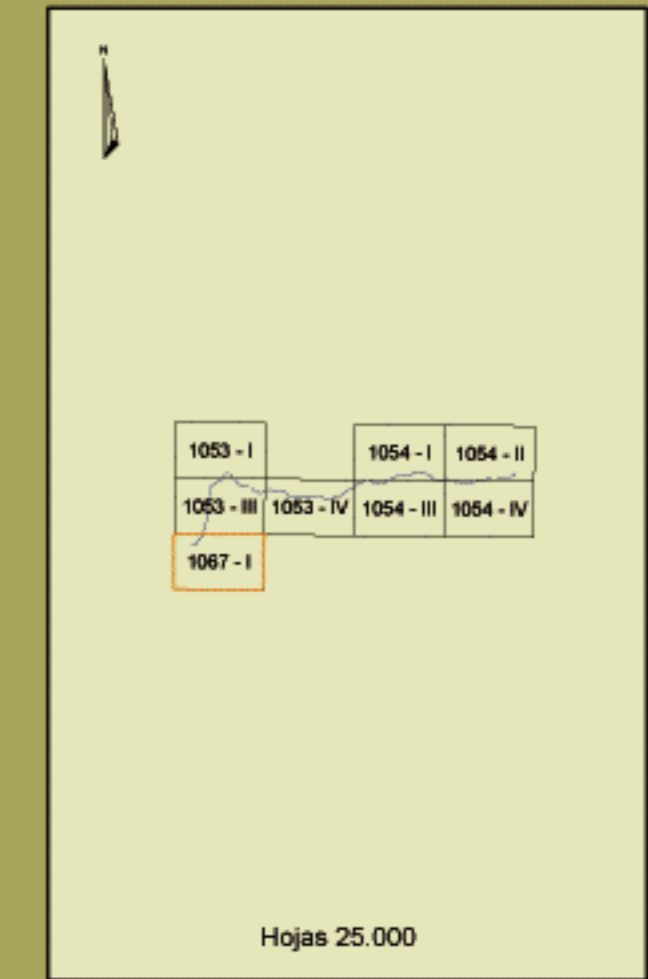 N
1053 - I
1054 - I
1054 - II
1053 - III
1053 - IV
1054 - III
1054 - IV
1067 - I
Hojas 25.000